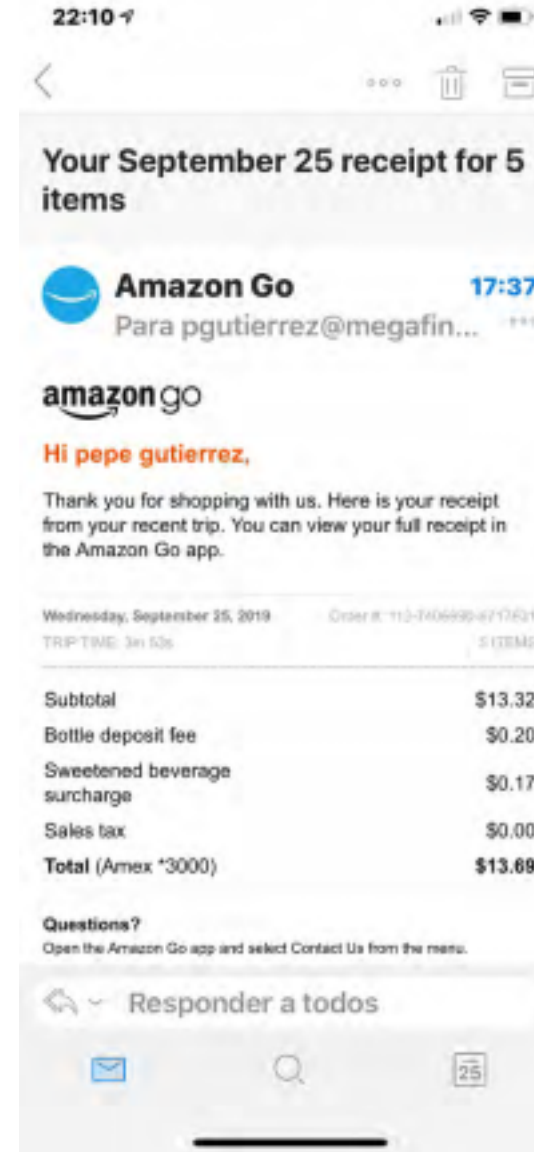 22:10
Your September 25 receipt for 5
items
Amazon Go 17:37
Para pgutierrez@megafin...
amazon go
Hi pepe gutierrez,
Thank you for shopping with us. Here is your receipt
from your recent trip. You can view your full receipt in
the Amazon Go app.
Wednesday, September 25, 2019 Order #:
TRIP TIME: 3m 53s 5 ITEMS
Subtotal $13.32
Bottle deposit fee $0.20
Sweetened beverage
surcharge $0.17
Sales tax $0.00
Total (Amex *3000) $13.69
Questions?
Open the Amazon Go app and select Contact Us from the menu.
Responder a todos
25